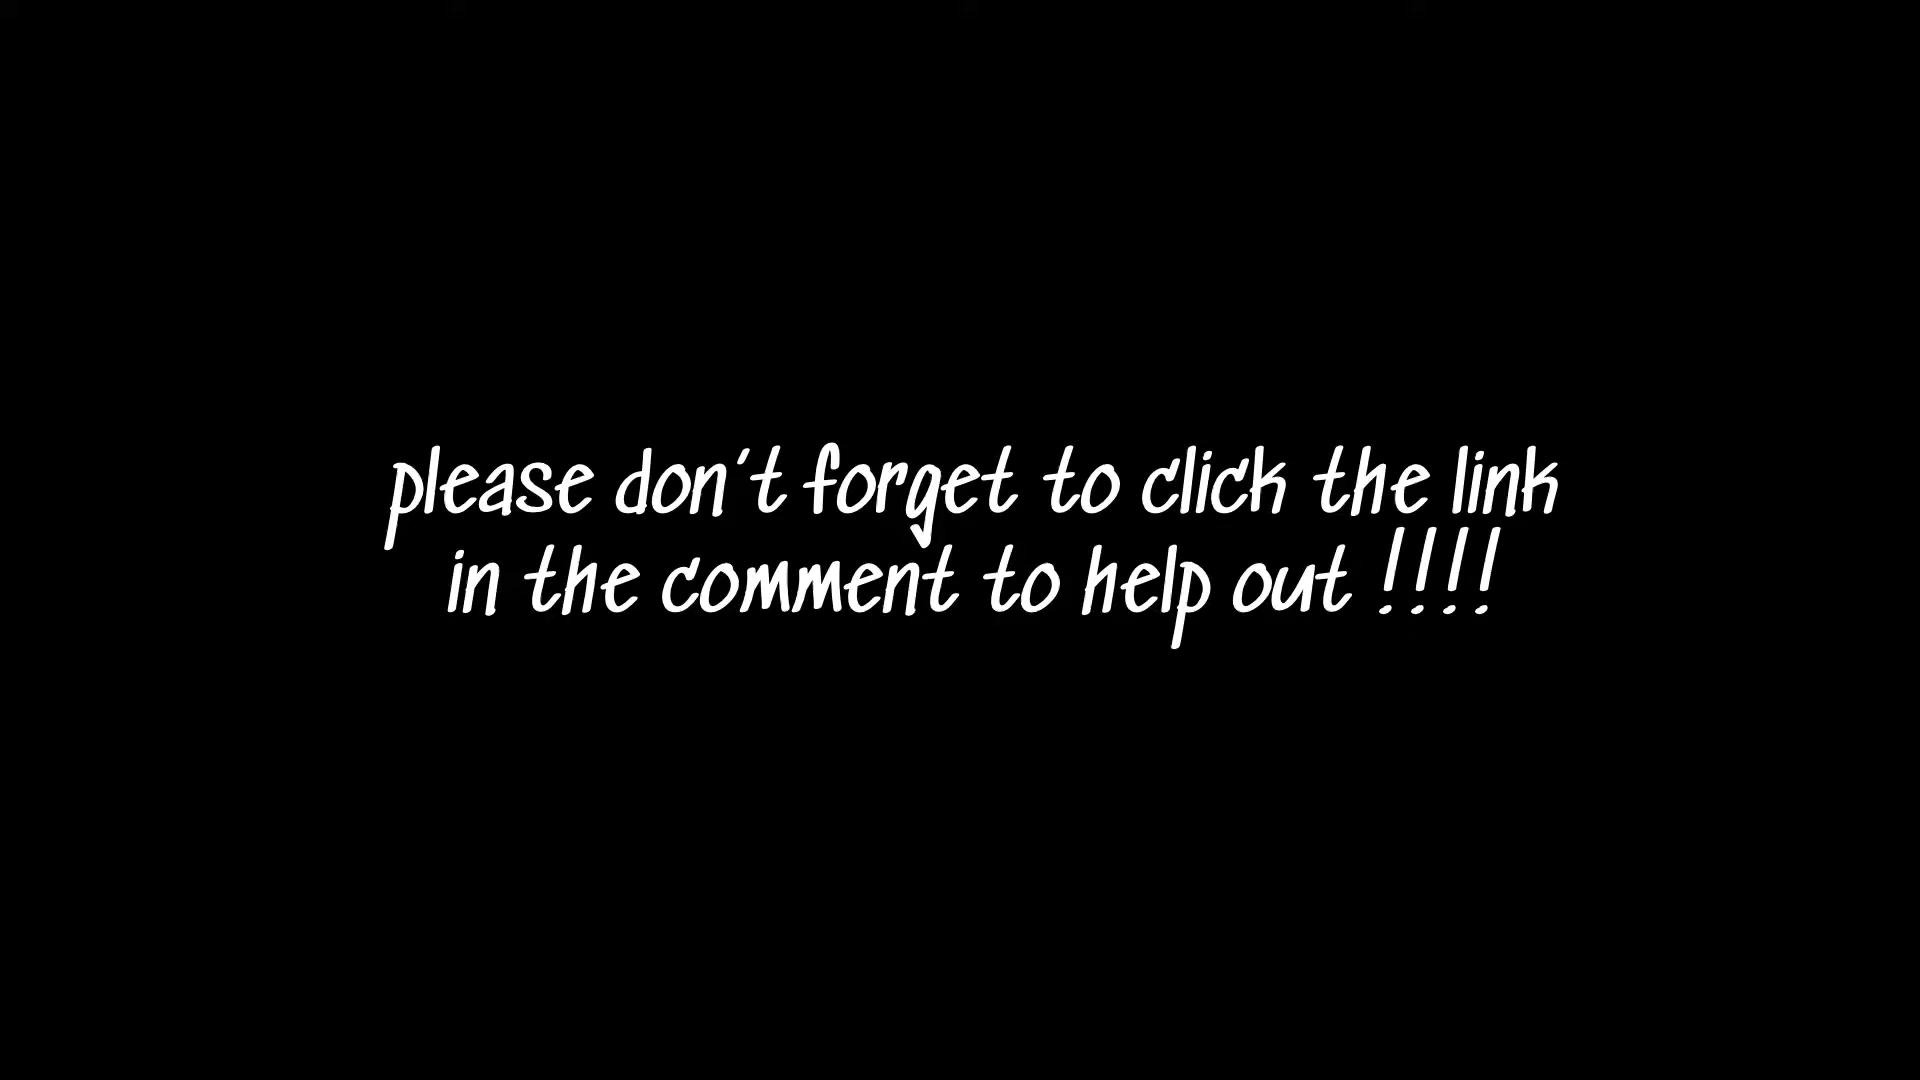 please don't forget to click the link
in the comment to help out !!!!